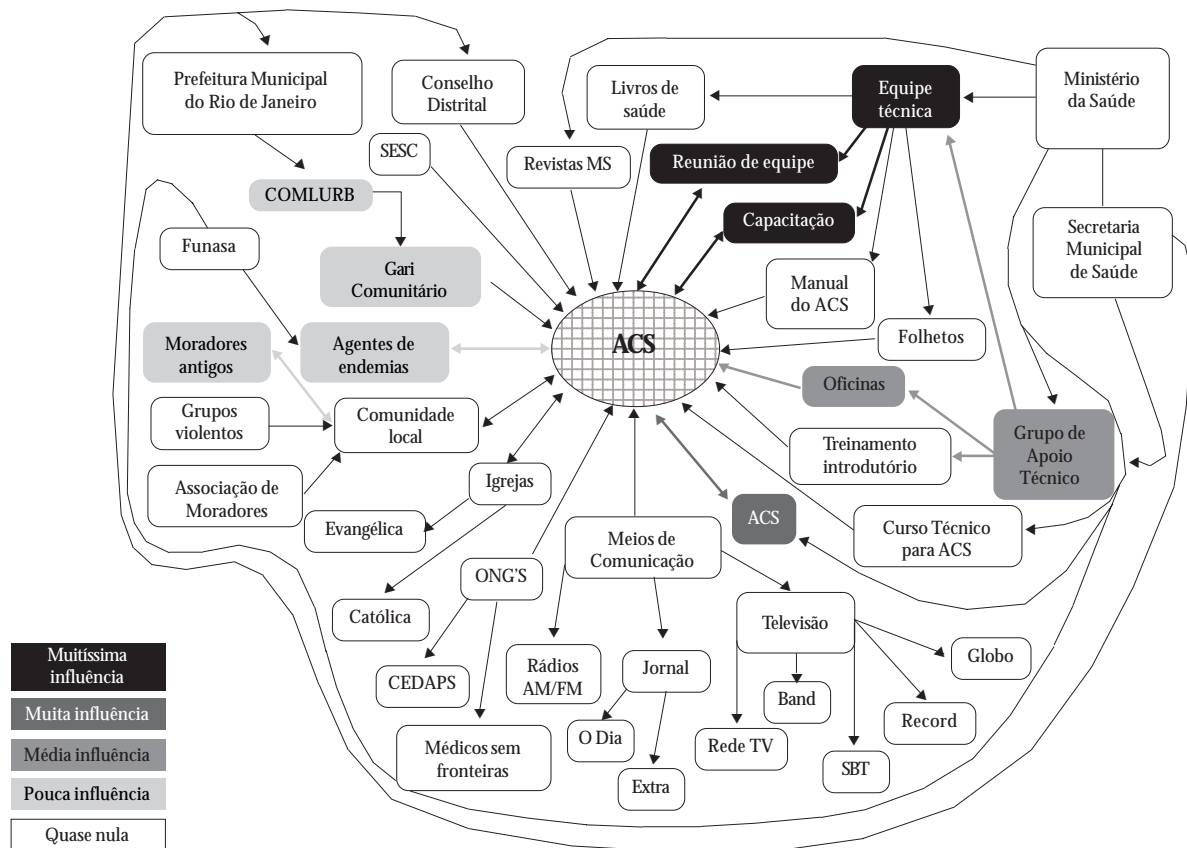 Prefeitura Municipal
do Rio de Janeiro
Conselho
Distrital
Livros de
saúde
Equipe
técnica
Ministério
da Saúde
SESC
Revistas MS
Reunião de equipe
COMLURB
Capacitação
Funasa
Secretaria
Municipal
de Saúde
Gari
Comunitário
Manual
do ACS
ACS
Folhetos
Moradores
antigos
Agentes de
endemias
Oficinas
Grupos
violentos
Comunidade
local
Treinamento
introdutório
Grupo de
Apoio
Técnico
Associação de
Moradores
Igrejas
Evangélica
ACS
Curso Técnico
para ACS
Meios de
Comunicação
ONG'S
Católica
Televisão
CEDAPS
Rádios
AM/FM
Jornal
Globo
Band
Record
O Dia
Rede TV
Médicos sem
fronteiras
Extra
SBT
Muitíssima
influência
Muita influência
Média influência
Pouca influência
Quase nula